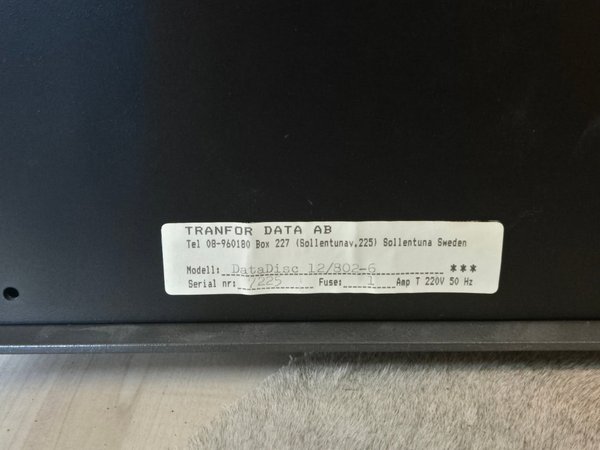 TRANFOR DATA AB
Tel 08-960180 Box 227 (Sollentunav,225) Sollentuna Sweden
Modell: DataDisc 12/802-6 ***
Serial nr: 7225 Fuse: 1 Amp T 220V 50 Hz